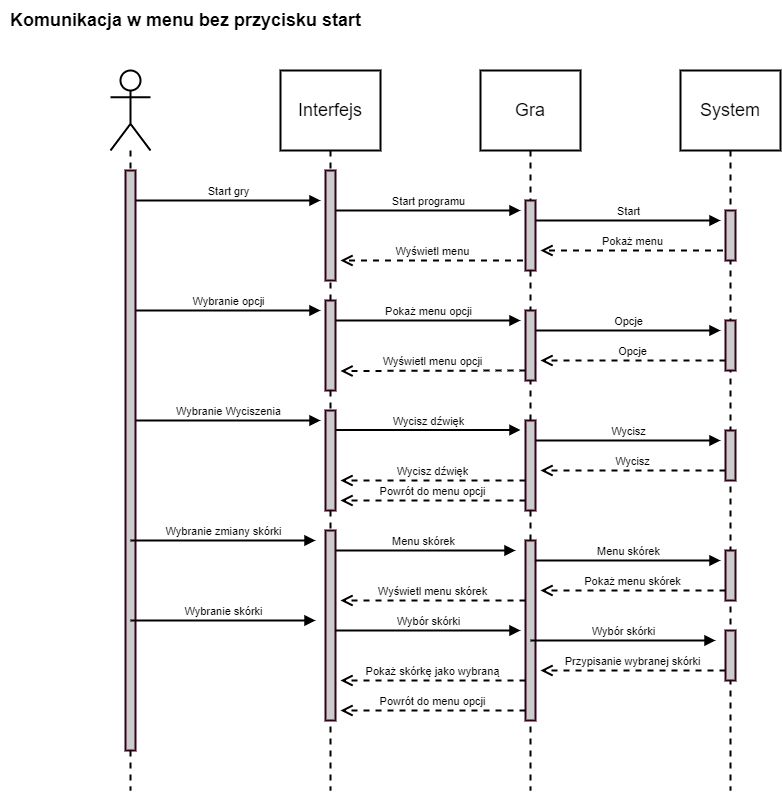 Komunikacja w menu bez przycisku start
Interfejs
Gra
System
Start gry
Start programu
Start
Pokaż menu
Wyświetl menu
Wybranie opcji
Pokaż menu opcji
Opcje
Opcje
Wyświetl menu opcji
Wybranie Wyciszenia
Wycisz dźwięk
Wycisz
Wycisz
Wycisz dźwięk
Powrót do menu opcji
Wybranie zmiany skórki
Menu skórek
Menu skórek
Pokaż menu skórek
Wyświetl menu skórek
Wybranie skórki
Wybór skórki
Wybór skórki
Przypisanie wybranej skórki
Pokaż skórkę jako wybraną
Powrót do menu opcji